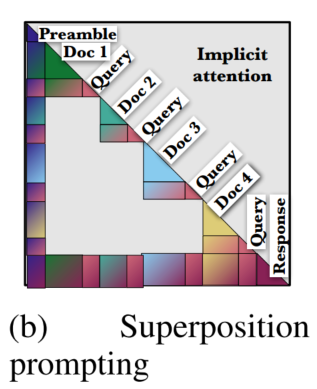 Preamble
Doc 1
Query
Implicit
attention
Doc 2
Query
Doc 3
Query
Doc 4
Query
Response
(b) Superposition
prompting